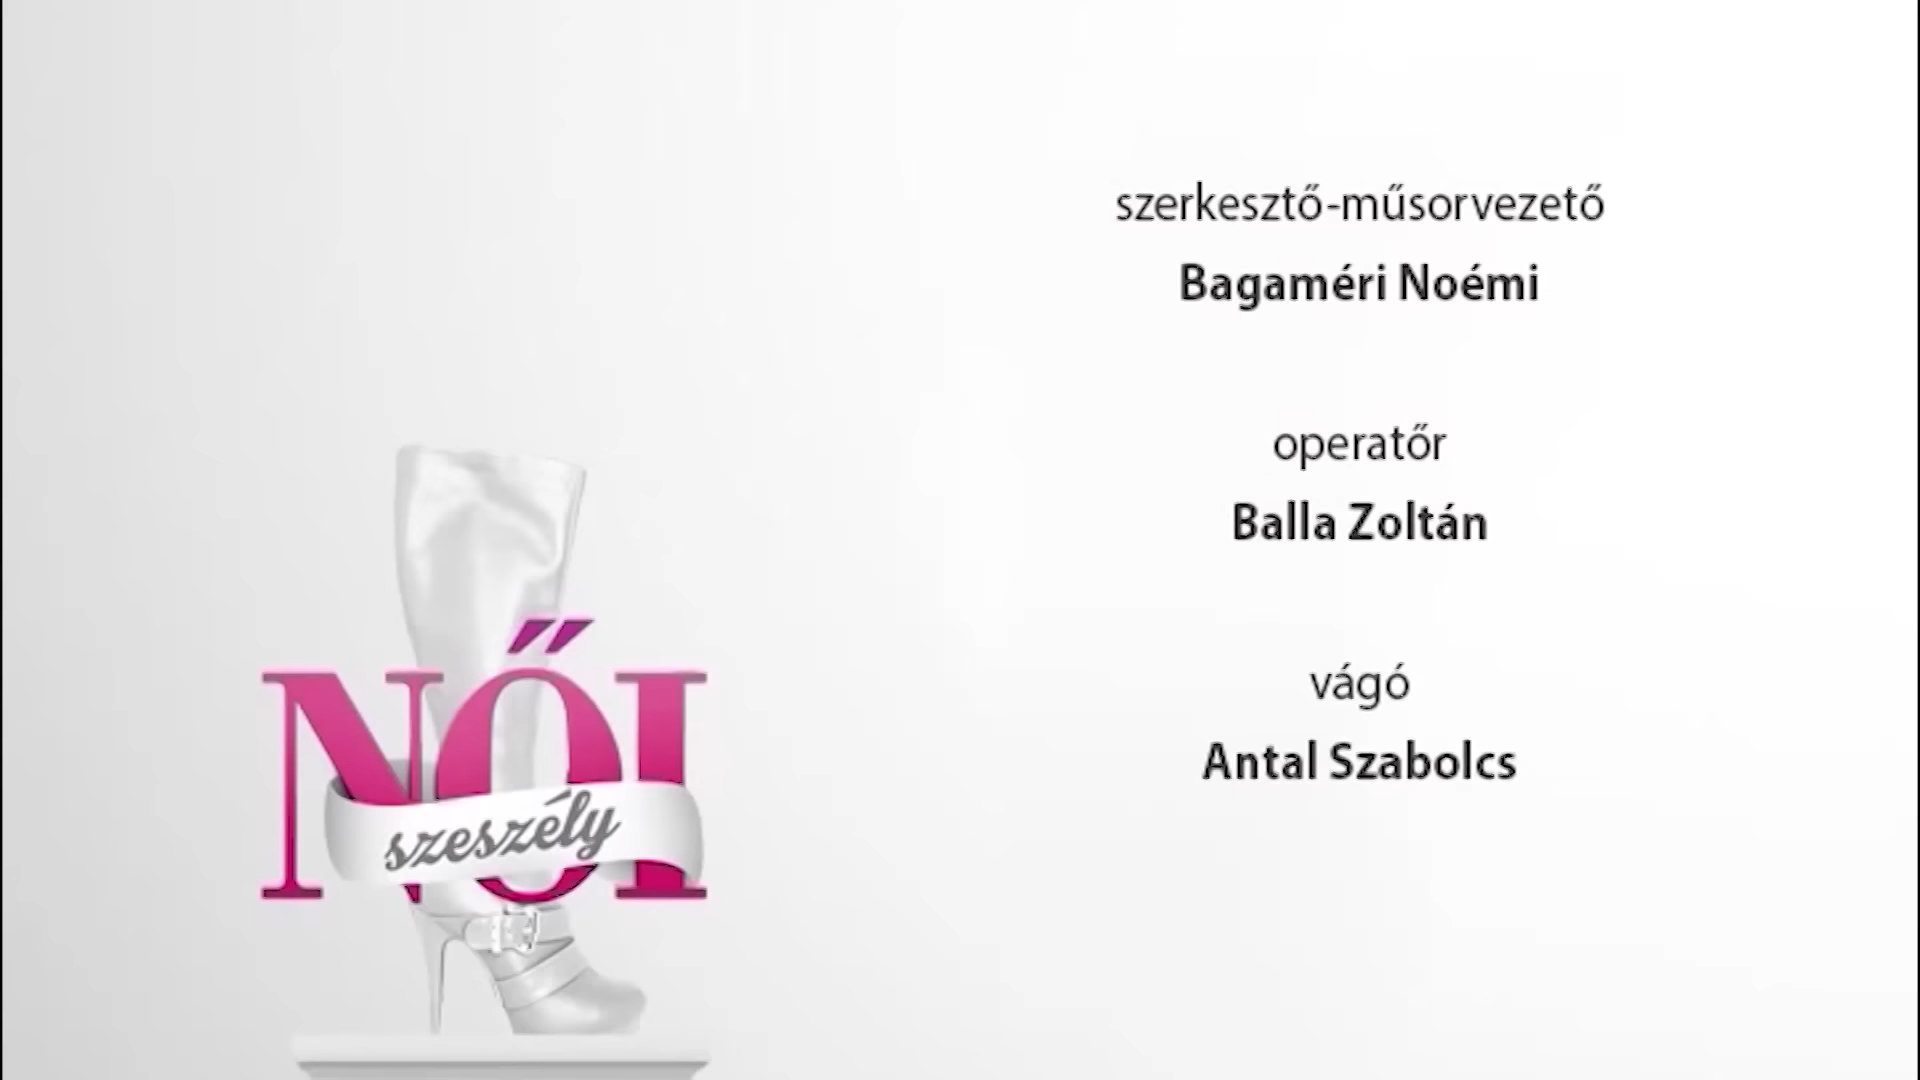 szerkesztő-műsorvezető
Bagaméri Noémi
operatőr
Balla Zoltán
vágó
Antal Szabolcs
NŐI
szeszély